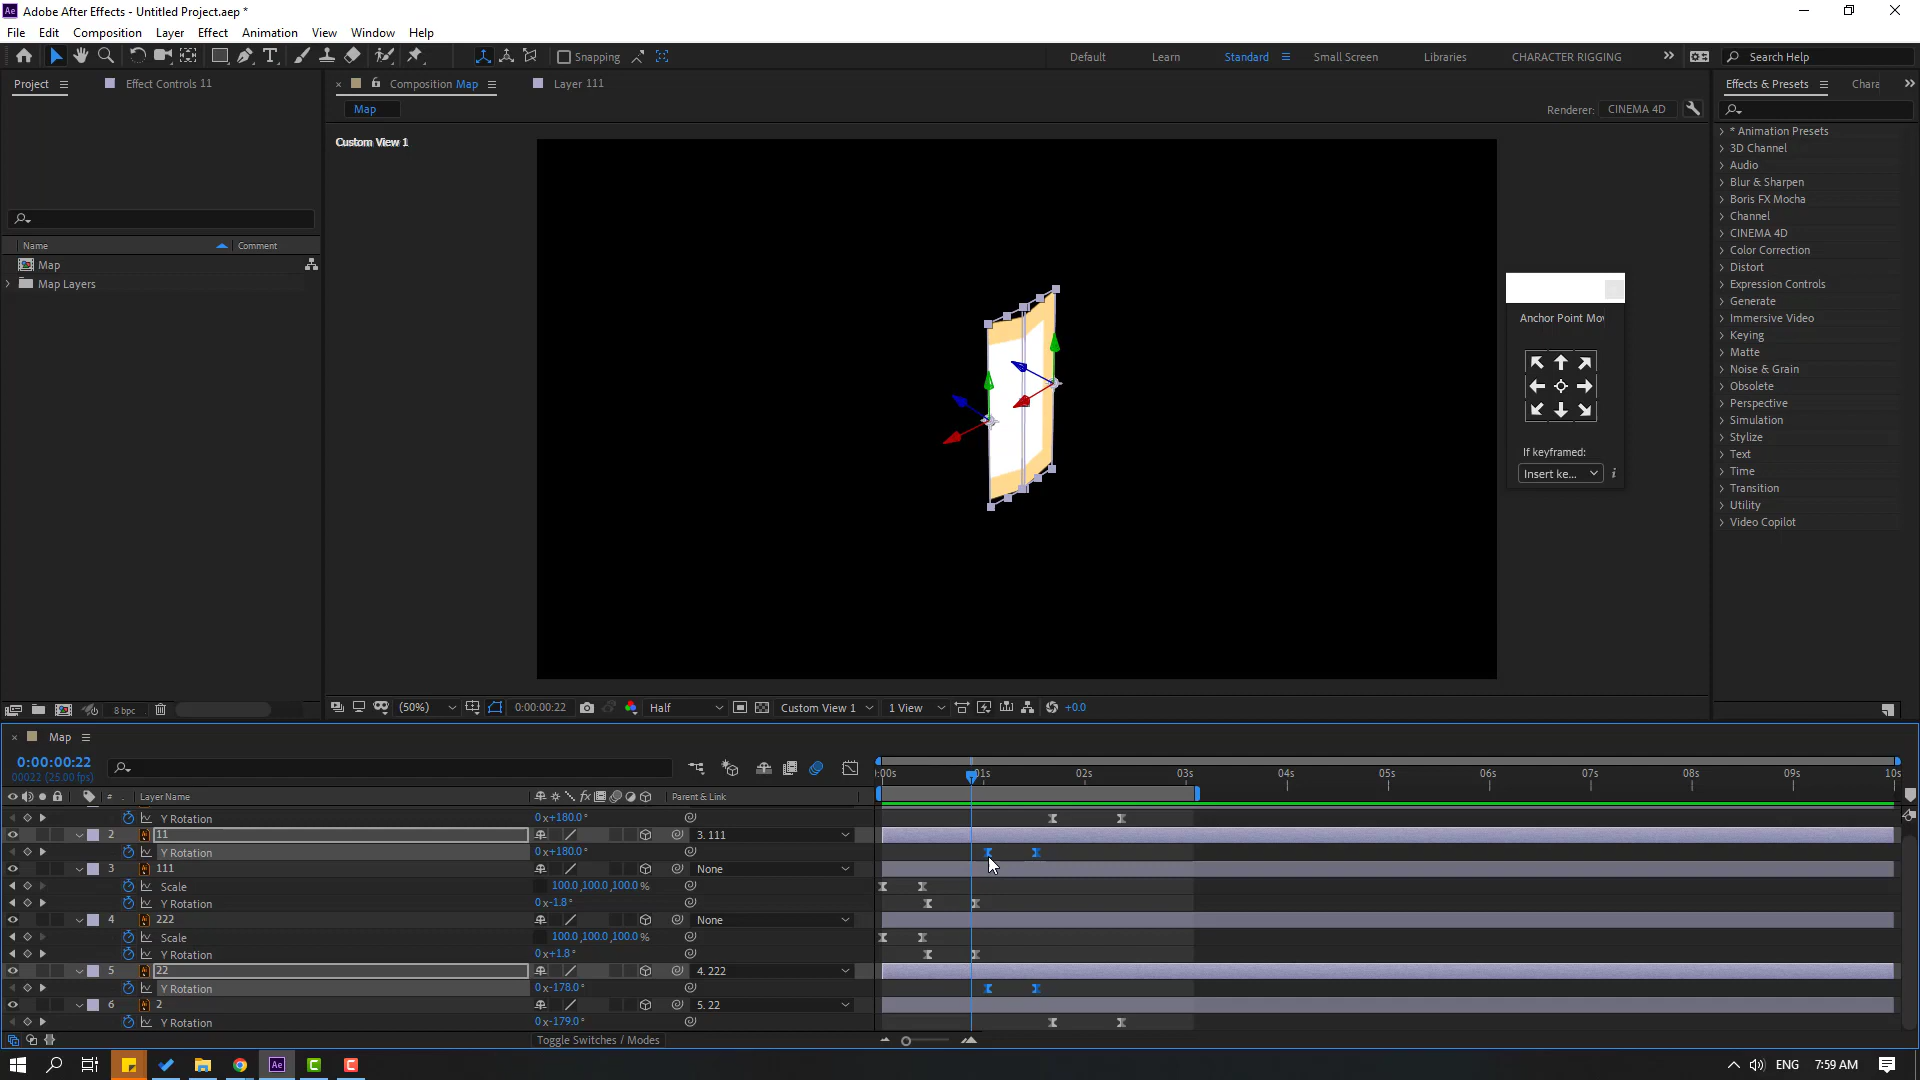 Adobe After Effects - Untitled Project.aep *
File Edit Composition Layer Effect Animation View Window Help
Snapping Default Learn Standard Small Screen Libraries CHARACTER RIGGING Search Help
Project Effect Controls 11 Composition Map Layer 111 Effects & Presets Chara
Map Renderer: CINEMA 4D
Custom View 1
* Animation Presets
3D Channel
Audio
Blur & Sharpen
Boris FX Mocha
Channel
CINEMA 4D
Color Correction
Distort
Expression Controls
Generate
Immersive Video
Keying
Matte
Noise & Grain
Obsolete
Perspective
Simulation
Stylize
Text
Time
Transition
Utility
Video Copilot
Name Comment
Map
Map Layers
Anchor Point Mov
If keyframed:
Insert ke...
8 bpc (50%) 0:00:00:22 Half Custom View 1 1 View +0.0
Map
0:00:00:22
00022 (25.00 fps)
:00s 01s 02s 03s 04s 05s 06s 07s 08s 09s 10s
# Layer Name Parent & Link
Y Rotation 0x+180.0°
2 11 3. 111
Y Rotation 0x+180.0°
3 111 None
Scale 100.0,100.0,100.0 %
Y Rotation 0x-1.8°
4 222 None
Scale 100.0,100.0,100.0 %
Y Rotation 0x+1.8°
5 22 4. 222
Y Rotation 0x-178.0°
6 2 5. 22
Y Rotation 0x-179.0°
Toggle Switches / Modes
ENG 7:59 AM